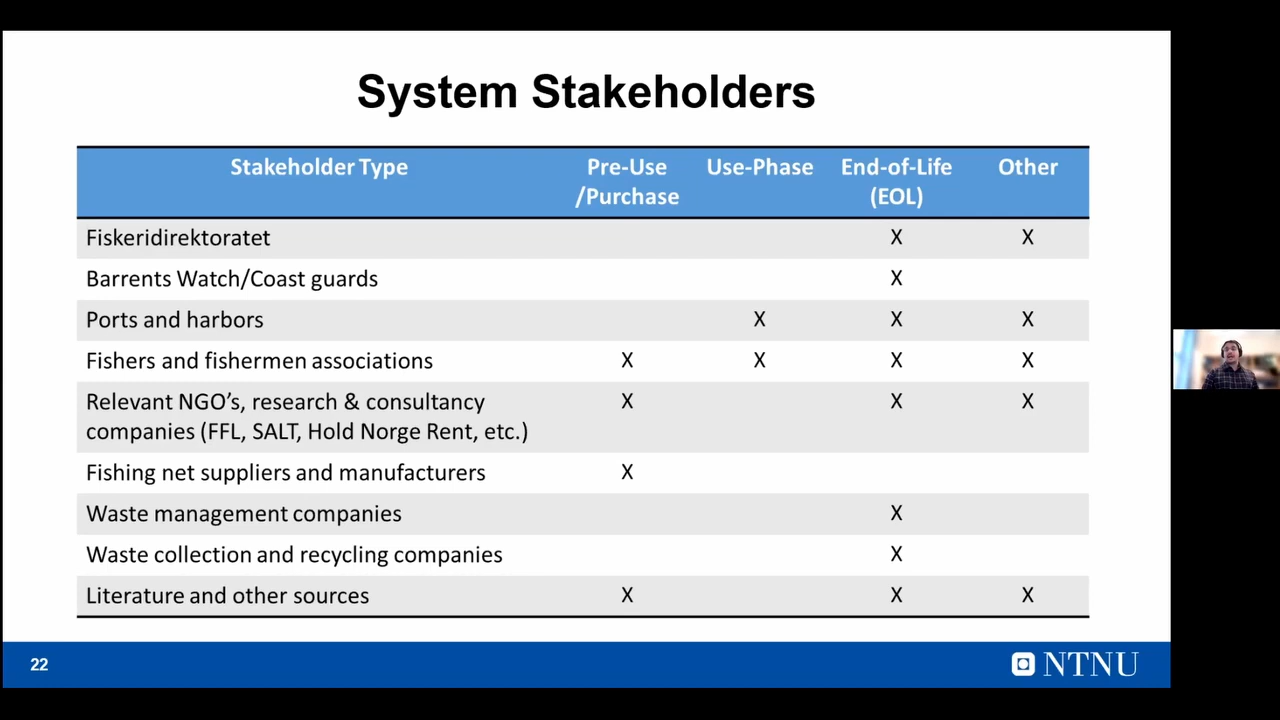 System Stakeholders
Stakeholder Type Pre-Use Use-Phase End-of-Life Other
/Purchase (EOL)
Fiskeridirektoratet X X
Barrents Watch/Coast guards X
Ports and harbors X X X
Fishers and fishermen associations X X X X
Relevant NGO’s, research & consultancy X X X
companies (FFL, SALT, Hold Norge Rent, etc.)
Fishing net suppliers and manufacturers X
Waste management companies X
Waste collection and recycling companies X
Literature and other sources X X X
22 NTNU